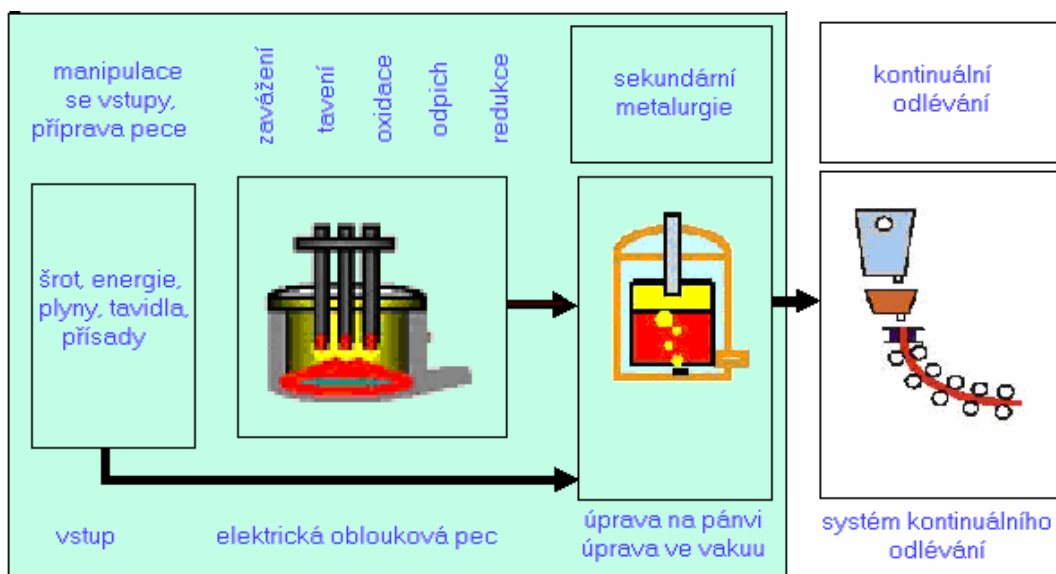 manipulace
se vstupy,
příprava pece
zavážení
tavení
oxidace
odpich
redukce
sekundární
metalurgie
kontinuální
odlévání
šrot, energie,
plyny, tavidla,
přísady
vstup
elektrická oblouková pec
úprava na pánvi
úprava ve vakuu
systém kontinuálního
odlévání